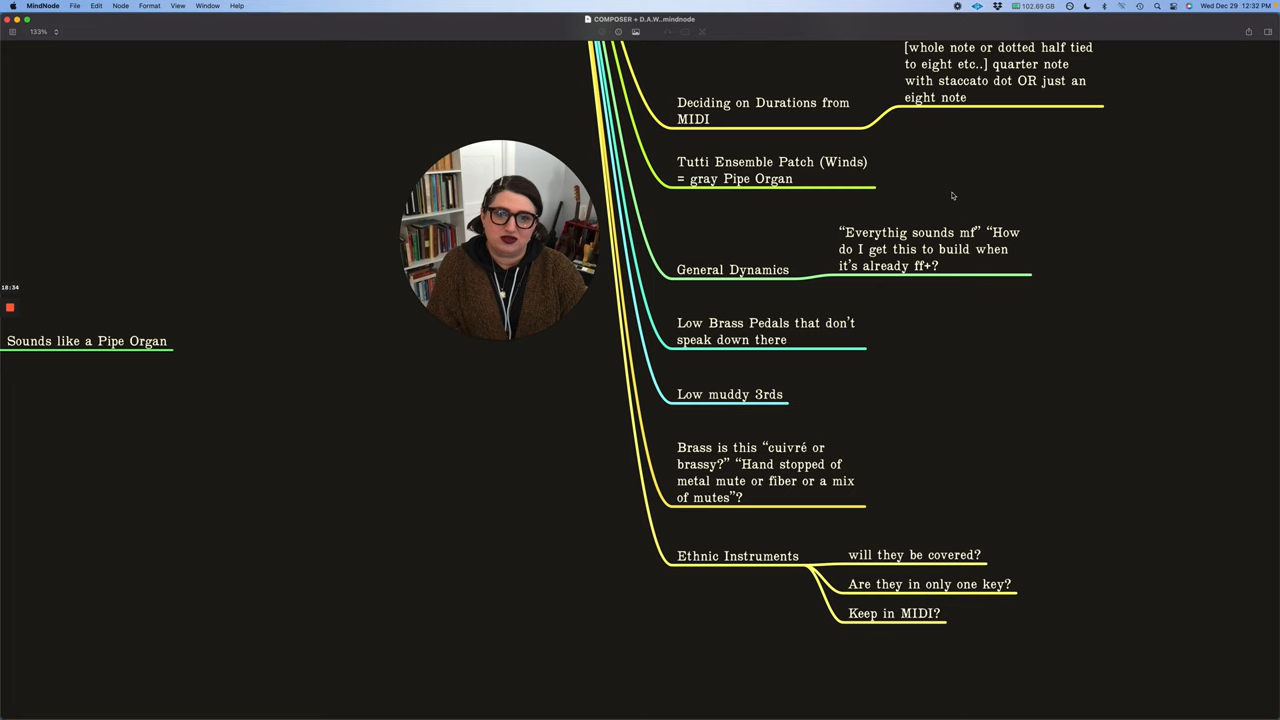 MindNode File Edit Node Format View Window Help
102.69 GB
Wed Dec 29 12:32 PM
COMPOSER + D.A.W..mindnode
133%
[whole note or dotted half tied
to eight etc..] quarter note
with staccato dot OR just an
eight note
Deciding on Durations from
MIDI
Tutti Ensemble Patch (Winds)
= gray Pipe Organ
“Everythig sounds mf” “How
do I get this to build when
it’s already ff+?
General Dynamics
18:34
Low Brass Pedals that don’t
speak down there
Sounds like a Pipe Organ
Low muddy 3rds
Brass is this “cuivré or
brassy?” “Hand stopped of
metal mute or fiber or a mix
of mutes”?
Ethnic Instruments
will they be covered?
Are they in only one key?
Keep in MIDI?